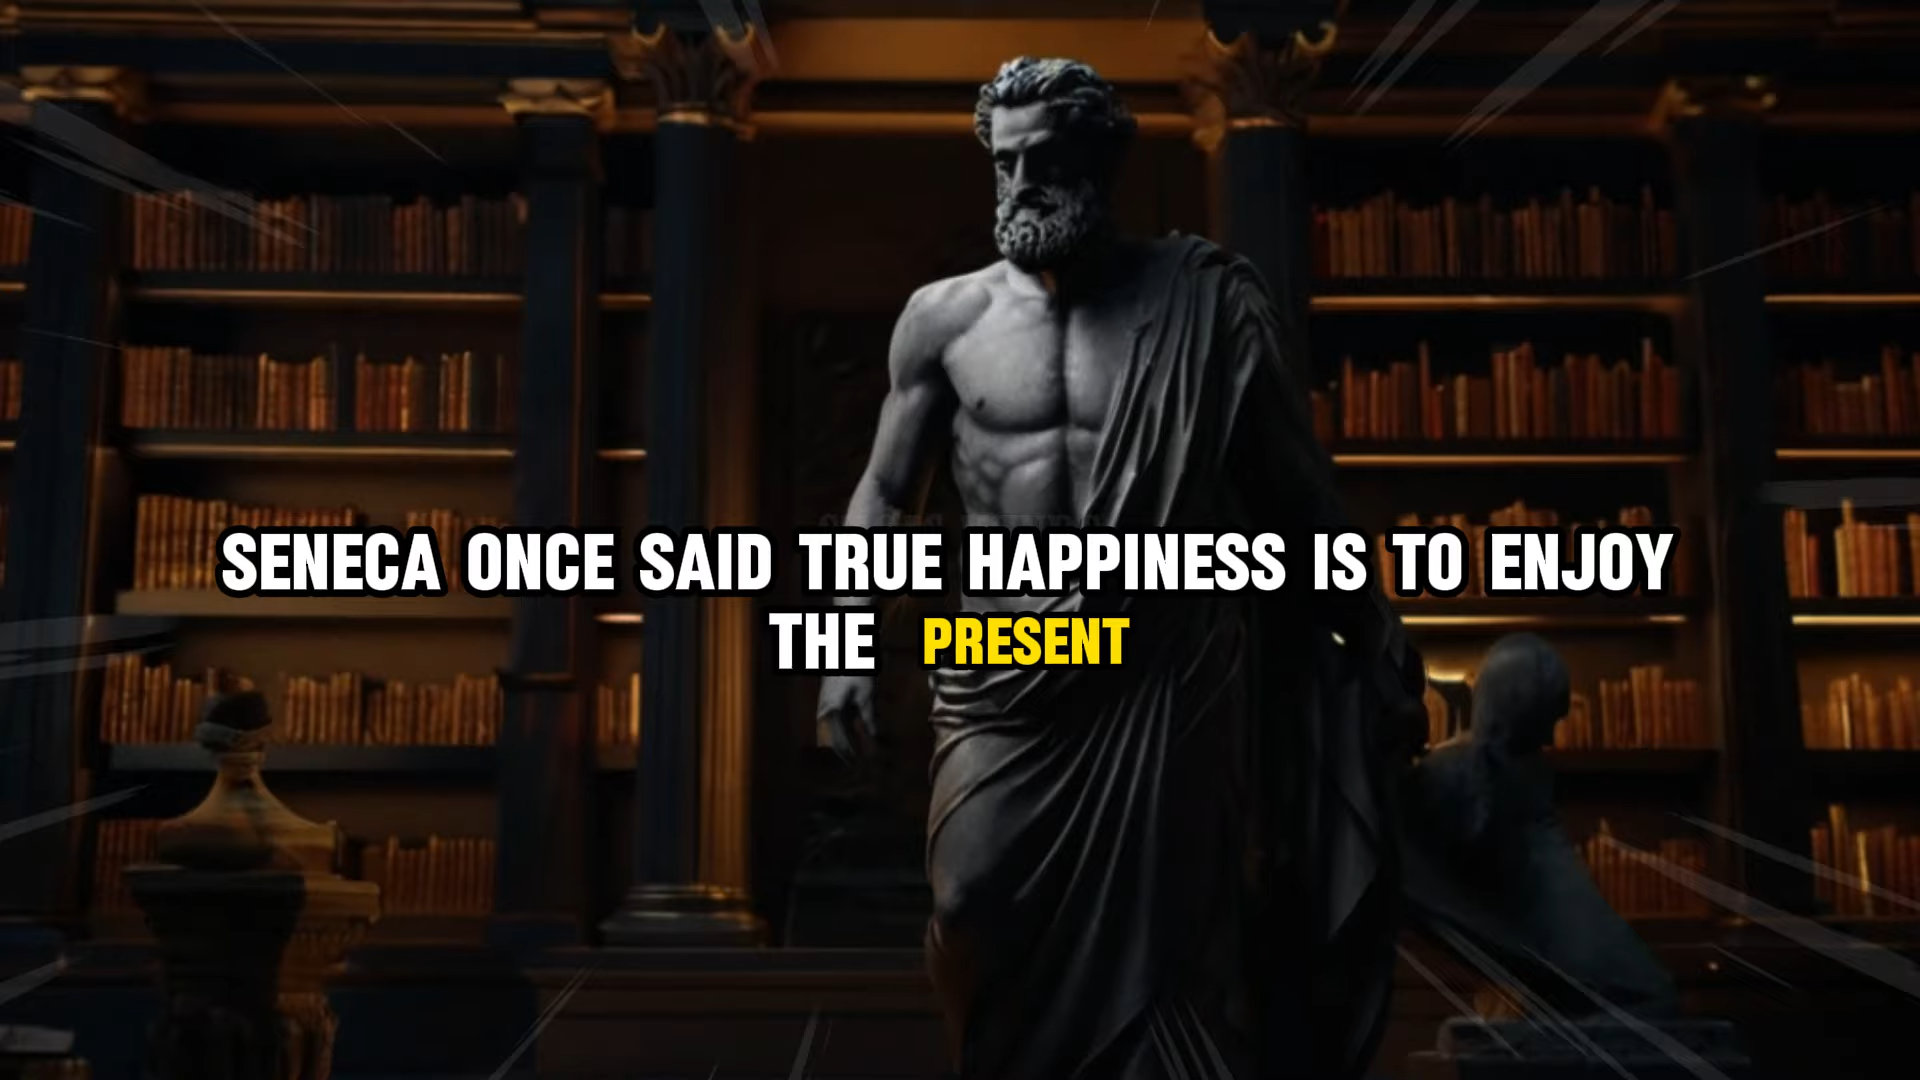 SENECA ONCE SAID TRUE HAPPINESS IS TO ENJOY
THE PRESENT